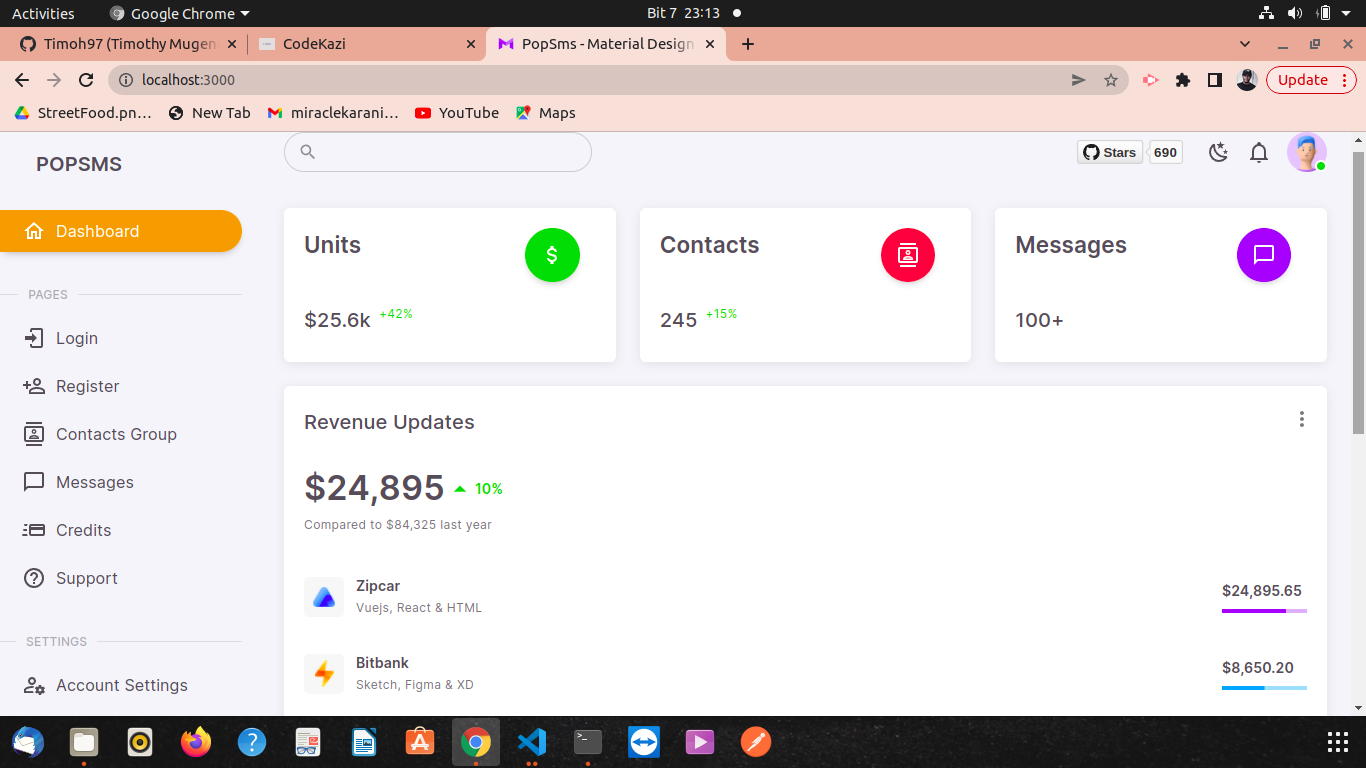 Activities Google Chrome Bit 7 23:13
Timoh97 (Timothy Mugen CodeKazi PopSms - Material Design
localhost:3000 Update
StreetFood.pn... New Tab miraclekarani... YouTube Maps
POPSMS Stars 690
Dashboard
PAGES
Login
Register
Contacts Group
Messages
Credits
Support
SETTINGS
Account Settings
Units
$25.6k +42%
Contacts
245 +15%
Messages
100+
Revenue Updates
$24,895 10%
Compared to $84,325 last year
Zipcar
Vuejs, React & HTML
$24,895.65
Bitbank
Sketch, Figma & XD
$8,650.20